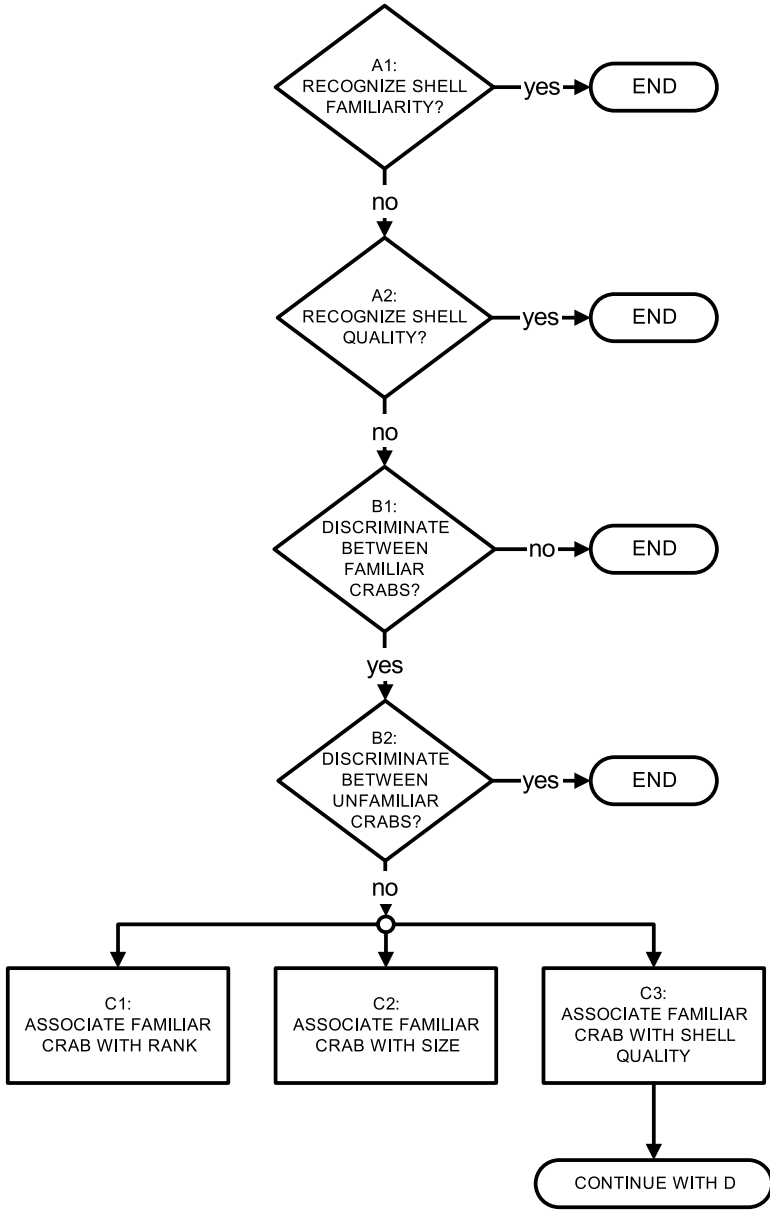 A1:
RECOGNIZE SHELL
FAMILIARITY?
yes
END
no
A2:
RECOGNIZE SHELL
QUALITY?
yes
END
no
B1:
DISCRIMINATE
BETWEEN
FAMILIAR
CRABS?
no
END
yes
B2:
DISCRIMINATE
BETWEEN
UNFAMILIAR
CRABS?
yes
END
no
C1:
ASSOCIATE FAMILIAR
CRAB WITH RANK
C2:
ASSOCIATE FAMILIAR
CRAB WITH SIZE
C3:
ASSOCIATE FAMILIAR
CRAB WITH SHELL
QUALITY
CONTINUE WITH D